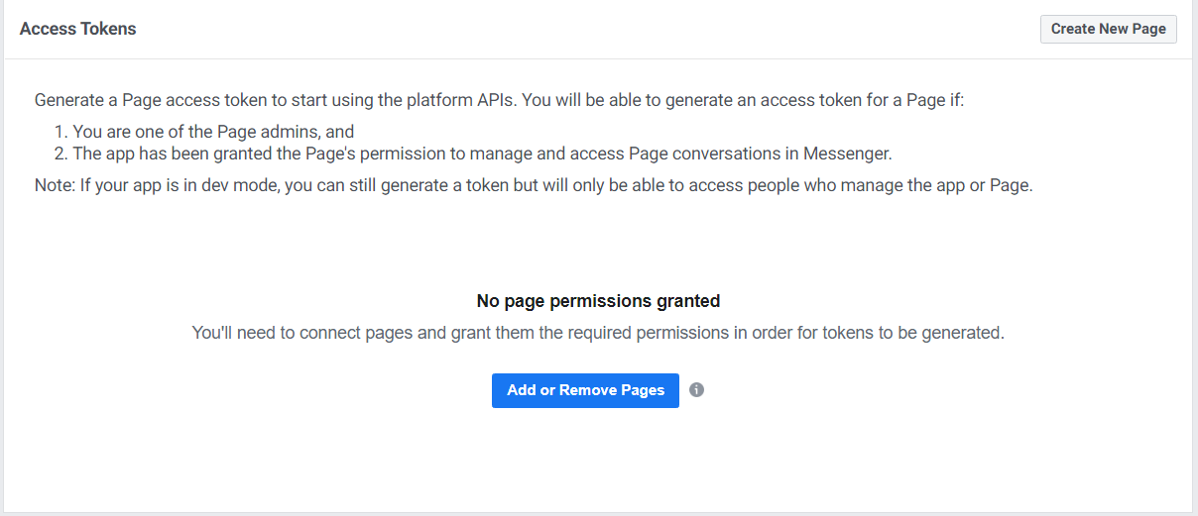 Access Tokens
Create New Page
Generate a Page access token to start using the platform APIs. You will be able to generate an access token for a Page if:
1. You are one of the Page admins, and
2. The app has been granted the Page's permission to manage and access Page conversations in Messenger.
Note: If your app is in dev mode, you can still generate a token but will only be able to access people who manage the app or Page.
No page permissions granted
You'll need to connect pages and grant them the required permissions in order for tokens to be generated.
Add or Remove Pages